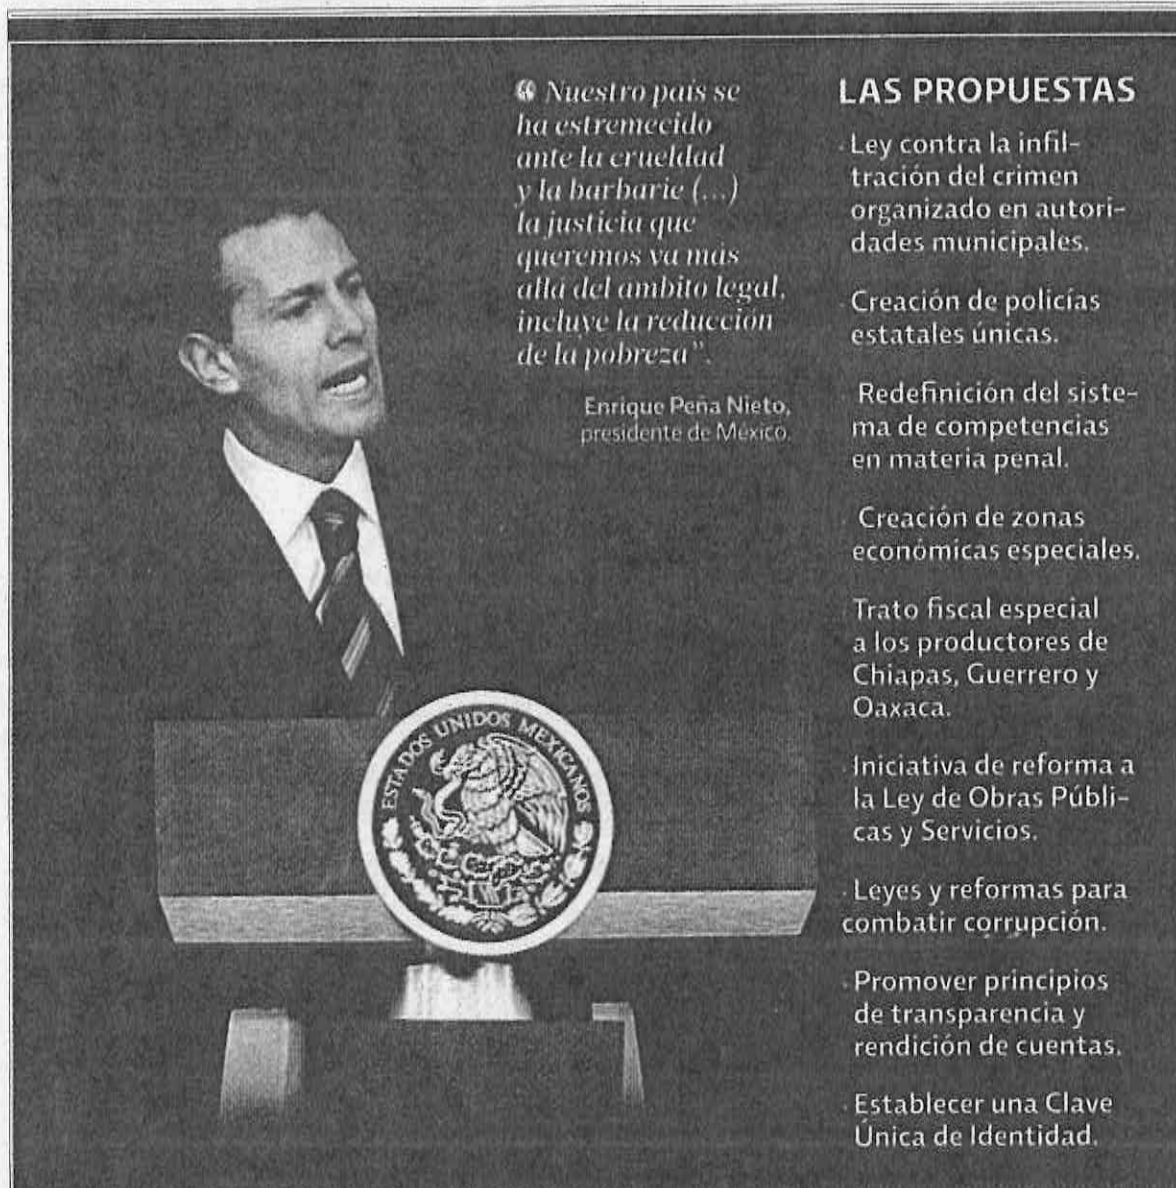 “ Nuestro país se
ha estremecido
ante la crueldad
y la barbarie (...)
la justicia que
queremos va más
allá del ambito legal,
incluye la reducción
de la pobreza”.
Enrique Peña Nieto,
presidente de México.
LAS PROPUESTAS
· Ley contra la infil-
tración del crimen
organizado en autori-
dades municipales.
· Creación de policías
estatales únicas.
Redefinición del siste-
ma de competencias
en materia penal.
· Creación de zonas
económicas especiales.
Trato fiscal especial
a los productores de
Chiapas, Guerrero y
Oaxaca.
· Iniciativa de reforma a
la Ley de Obras Públi-
cas y Servicios.
· Leyes y reformas para
combatir corrupción.
· Promover principios
de transparencia y
rendición de cuentas.
· Establecer una Clave
Única de Identidad.
ESTADOS UNIDOS MEXICANOS